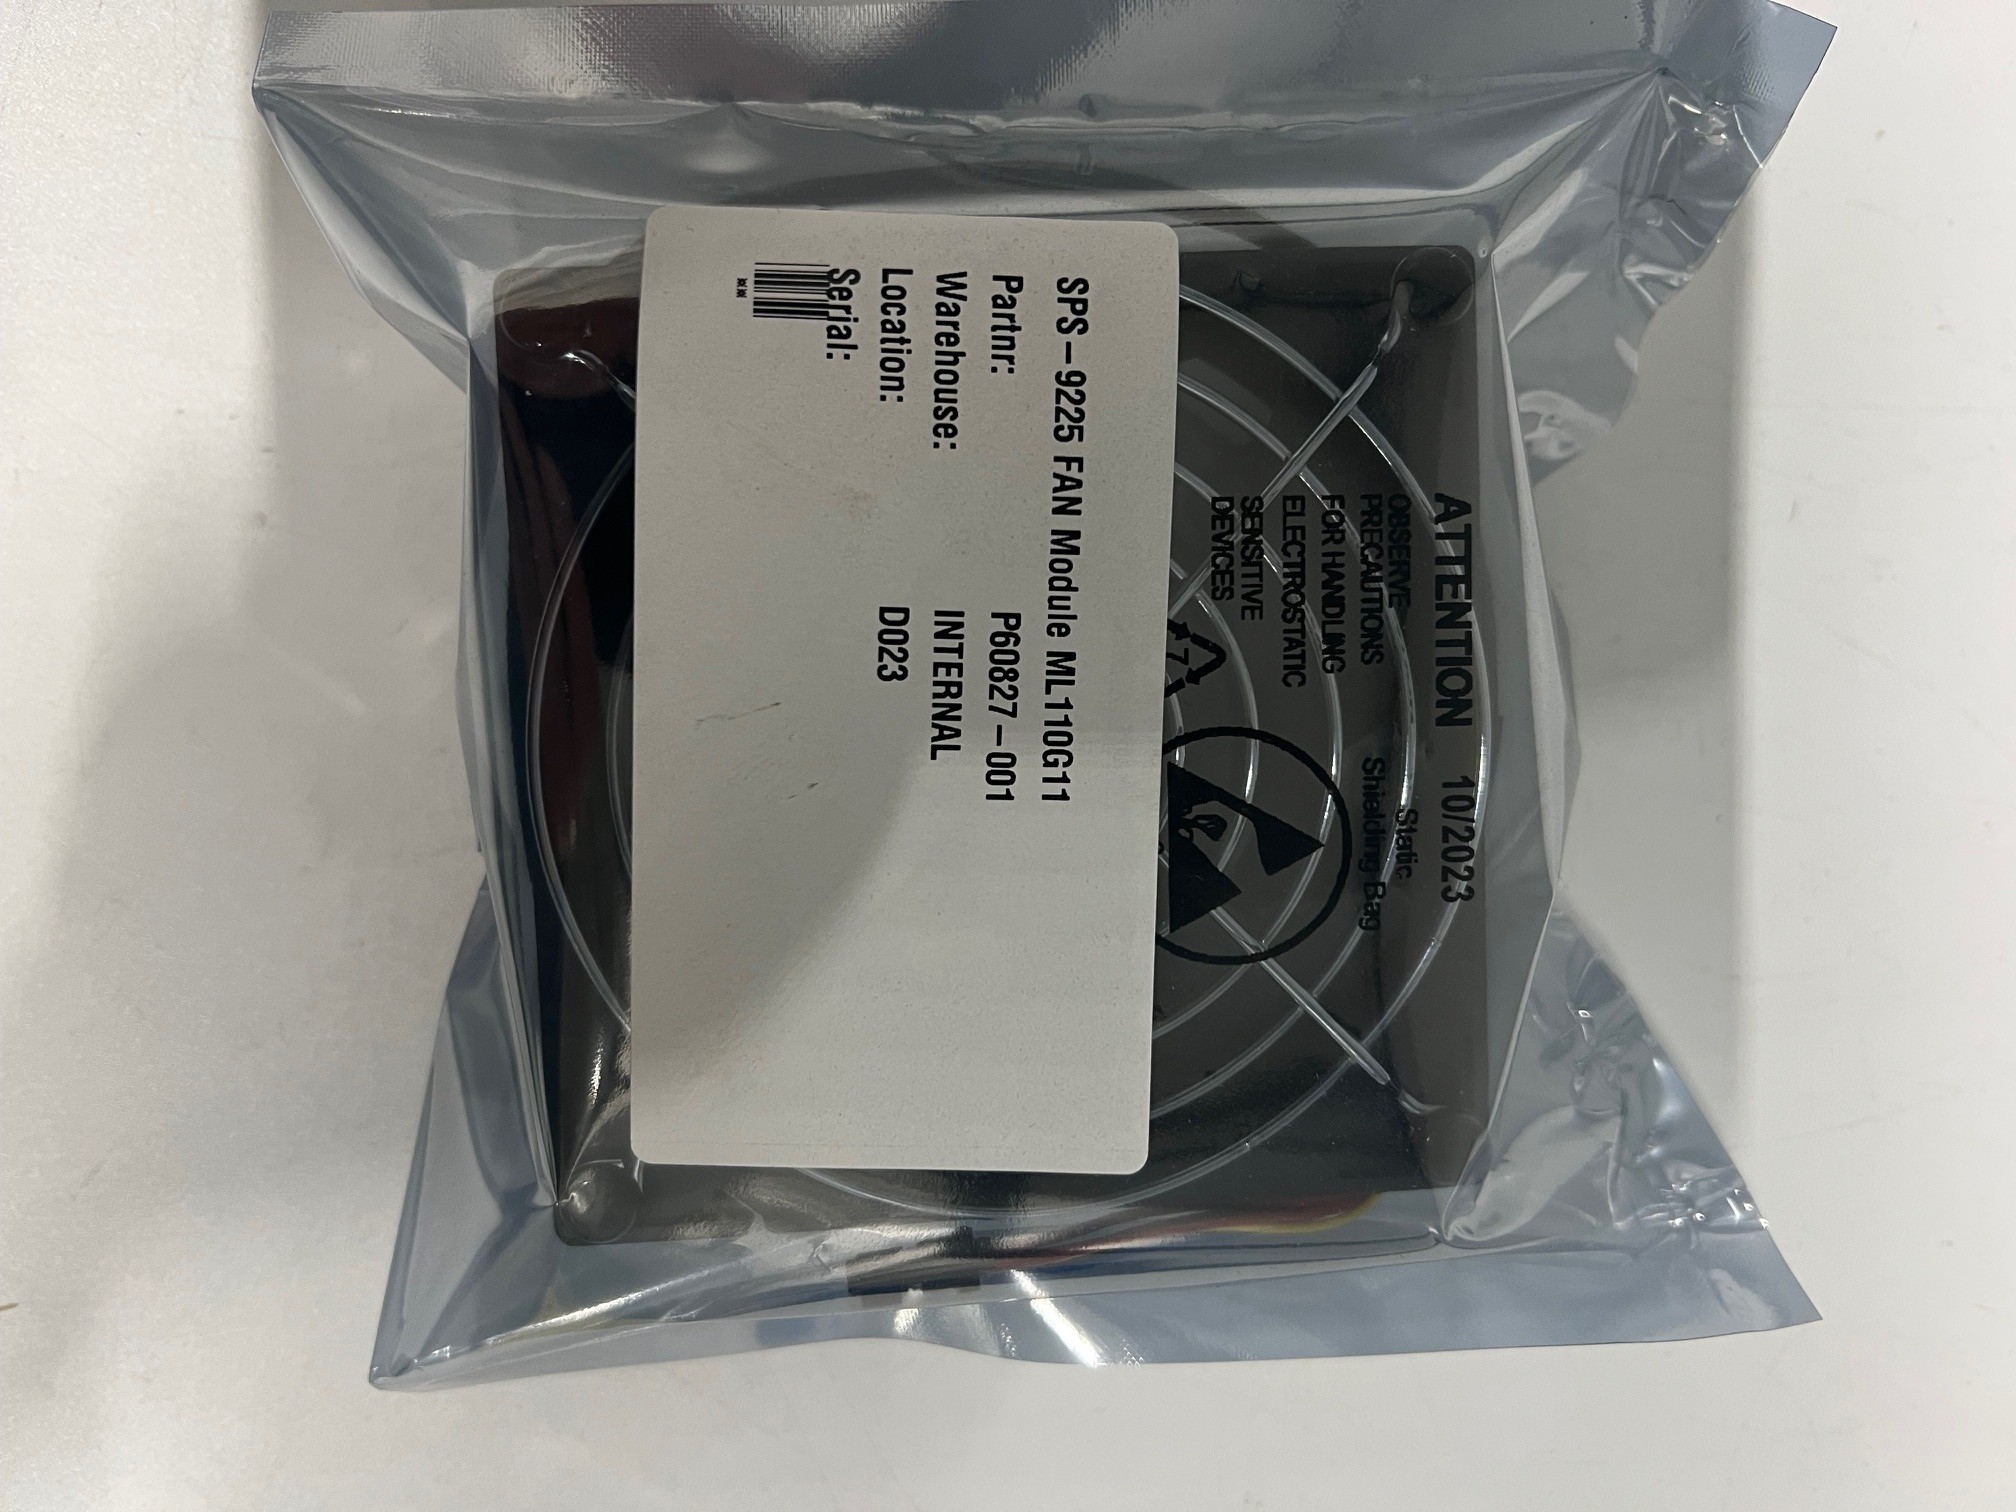 SPS-9225 FAN Module ML110G11
Partnr: P60827-001
Warehouse: INTERNAL
Location: D023
Serial:
ATTENTION 10/2023
OBSERVE
PRECAUTIONS
FOR HANDLING
ELECTROSTATIC
SENSITIVE
DEVICES
Static
Shielding Bag
7